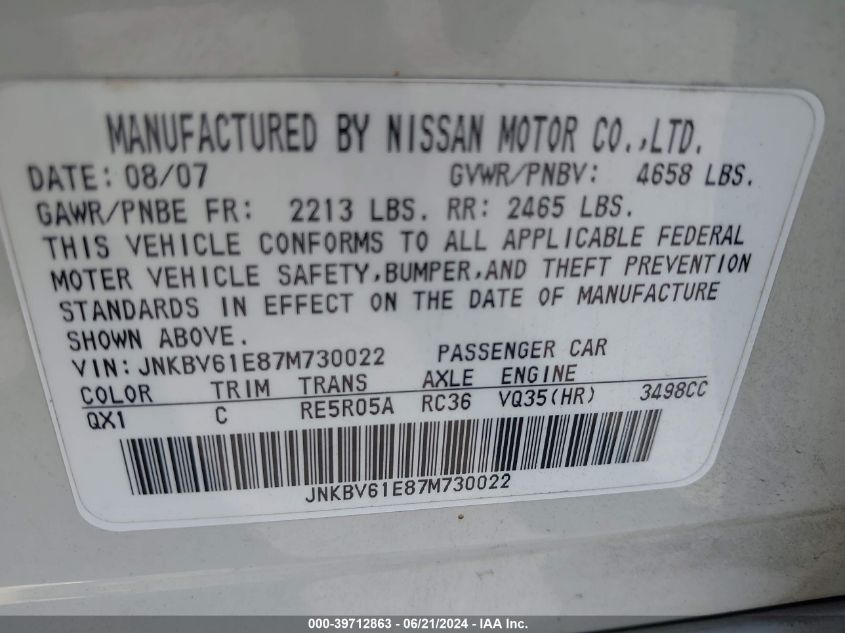 MANUFACTURED BY NISSAN MOTOR CO.,LTD.
DATE: 08/07 GVWR/PNBV: 4658 LBS.
GAWR/PNBE FR: 2213 LBS. RR: 2465 LBS.
THIS VEHICLE CONFORMS TO ALL APPLICABLE FEDERAL
MOTER VEHICLE SAFETY,BUMPER,AND THEFT PREVENTION
STANDARDS IN EFFECT ON THE DATE OF MANUFACTURE
SHOWN ABOVE.
VIN: JNKBV61E87M730022 PASSENGER CAR
COLOR TRIM TRANS AXLE ENGINE
QX1 C RE5R05A RC36 VQ35(HR) 3498CC
JNKBV61E87M730022
000-39712863 - 06/21/2024 - IAA, Inc.